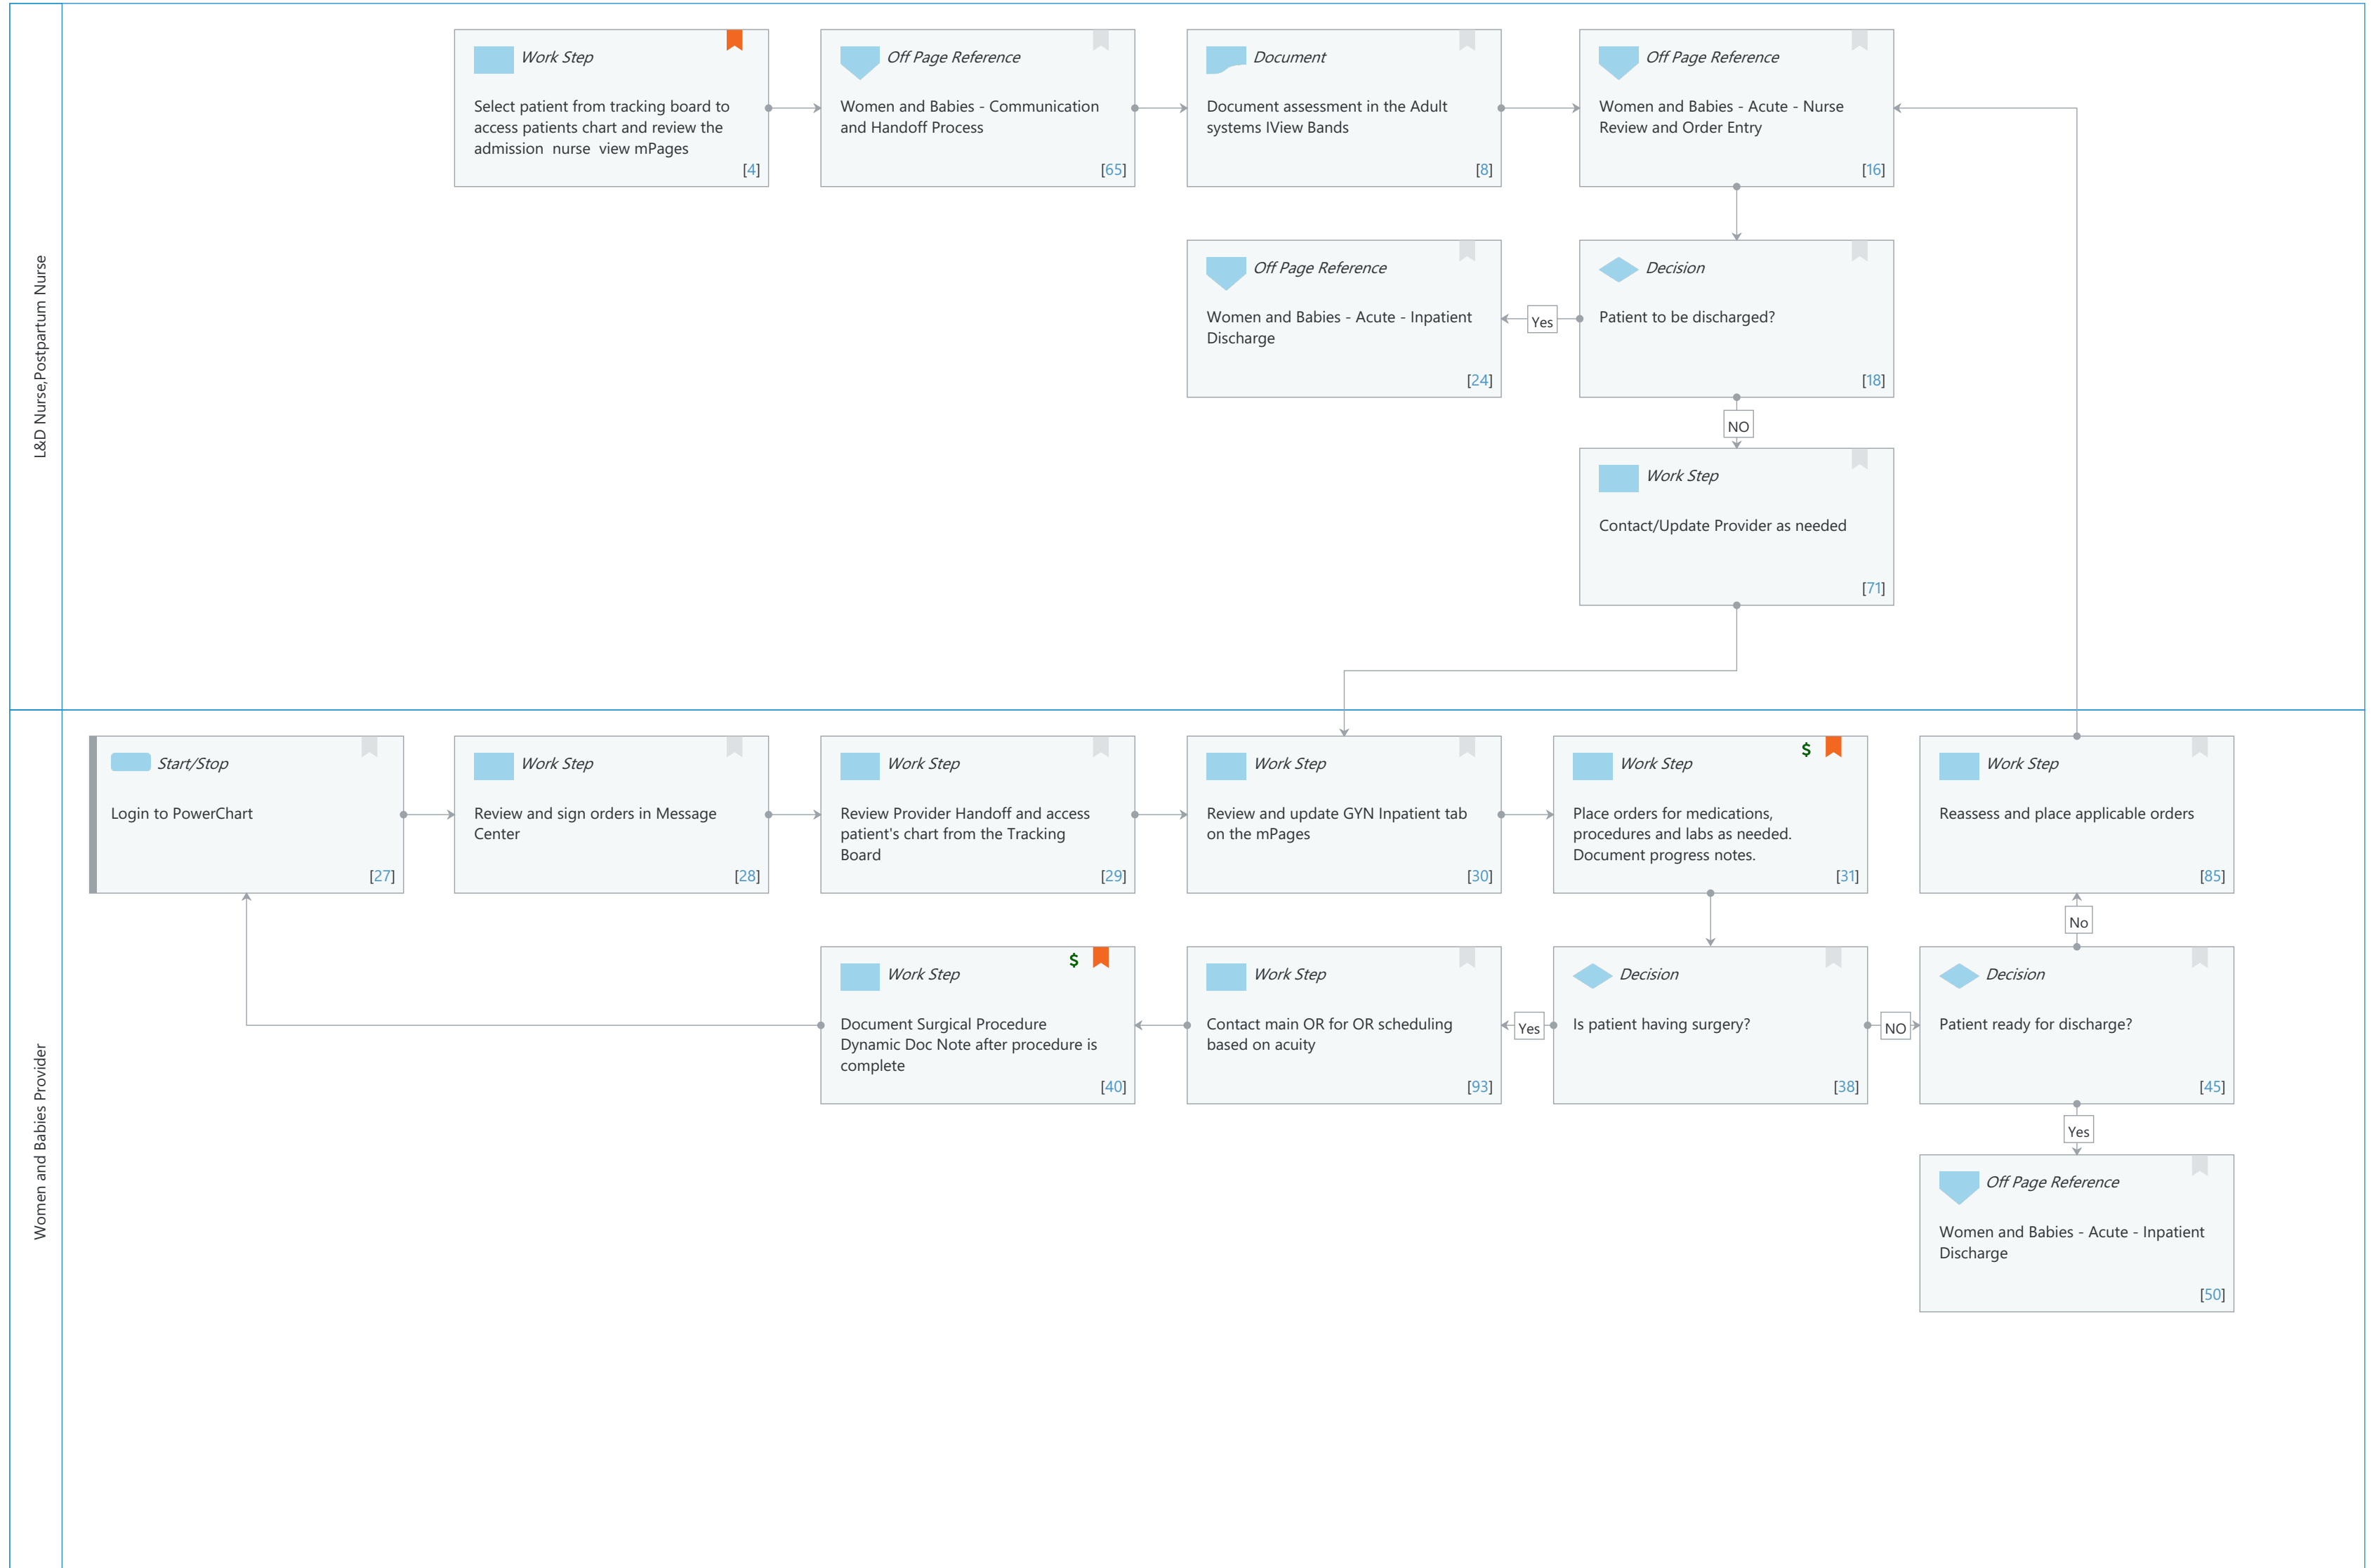 L&D Nurse,Postpartum Nurse
Work Step
Select patient from tracking board to
access patients chart and review the
admission  nurse  view mPages
[4]
Off Page Reference
Women and Babies - Communication
and Handoff Process
[65]
Document
Document assessment in the Adult
systems IView Bands
[8]
Off Page Reference
Women and Babies - Acute - Nurse
Review and Order Entry
[16]
Off Page Reference
Women and Babies - Acute - Inpatient
Discharge
[24]
Yes
Decision
Patient to be discharged?
[18]
NO
Work Step
Contact/Update Provider as needed
[71]
Women and Babies Provider
Start/Stop
Login to PowerChart
[27]
Work Step
Review and sign orders in Message
Center
[28]
Work Step
Review Provider Handoff and access
patient's chart from the Tracking
Board
[29]
Work Step
Review and update GYN Inpatient tab
on the mPages
[30]
$
Work Step
Place orders for medications,
procedures and labs as needed.
Document progress notes.
[31]
Work Step
Reassess and place applicable orders
[85]
No
$
Work Step
Document Surgical Procedure
Dynamic Doc Note after procedure is
complete
[40]
Work Step
Contact main OR for OR scheduling
based on acuity
[93]
Yes
Decision
Is patient having surgery?
[38]
NO
Decision
Patient ready for discharge?
[45]
Yes
Off Page Reference
Women and Babies - Acute - Inpatient
Discharge
[50]